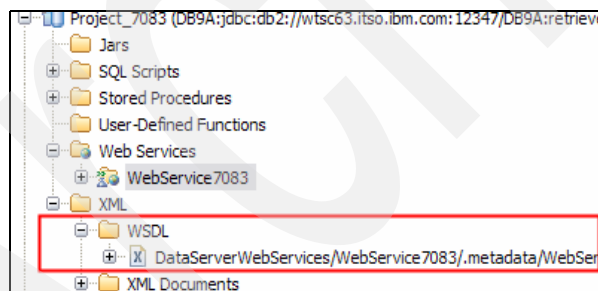 Project_7083 (DB9A:jdbc:db2://wtsc63.itso.ibm.com:12347/DB9A:retrieve
Jars
SQL Scripts
Stored Procedures
User-Defined Functions
Web Services
WebService7083
XML
WSDL
DataServerWebServices/WebService7083/.metadata/WebSer
XML Documents